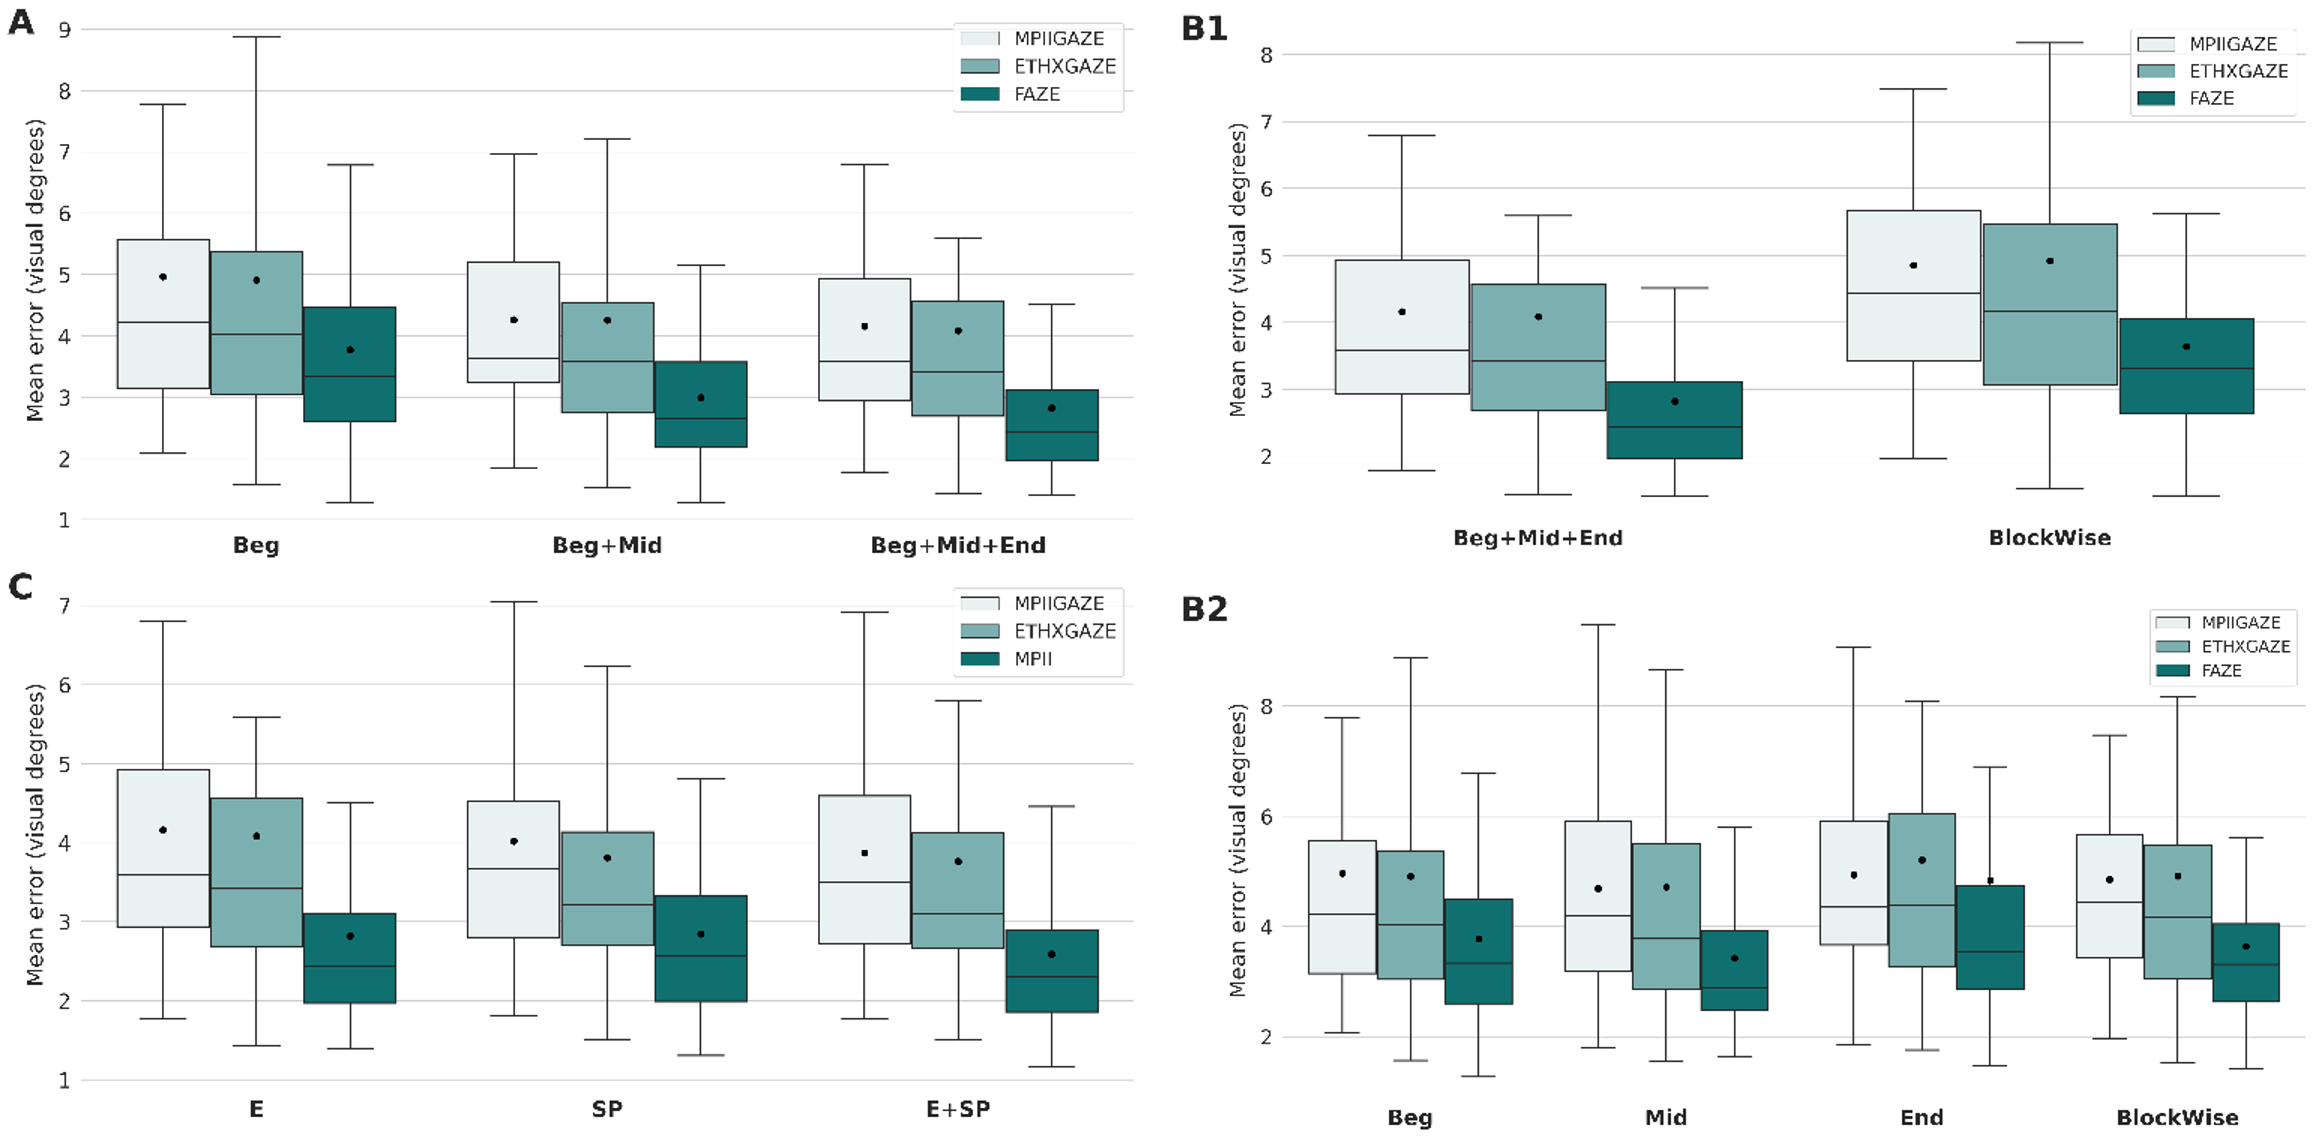 A
MPIIGAZE
ETHXGAZE
FAZE
Mean error (visual degrees)
9
8
7
6
5
4
3
2
1
Beg
Beg+Mid
Beg+Mid+End
B1
MPIIGAZE
ETHXGAZE
FAZE
Mean error (visual degrees)
8
7
6
5
4
3
2
Beg+Mid+End
BlockWise
C
MPIIGAZE
ETHXGAZE
MPII
Mean error (visual degrees)
7
6
5
4
3
2
1
E
SP
E+SP
B2
MPIIGAZE
ETHXGAZE
FAZE
Mean error (visual degrees)
8
6
4
2
Beg
Mid
End
BlockWise